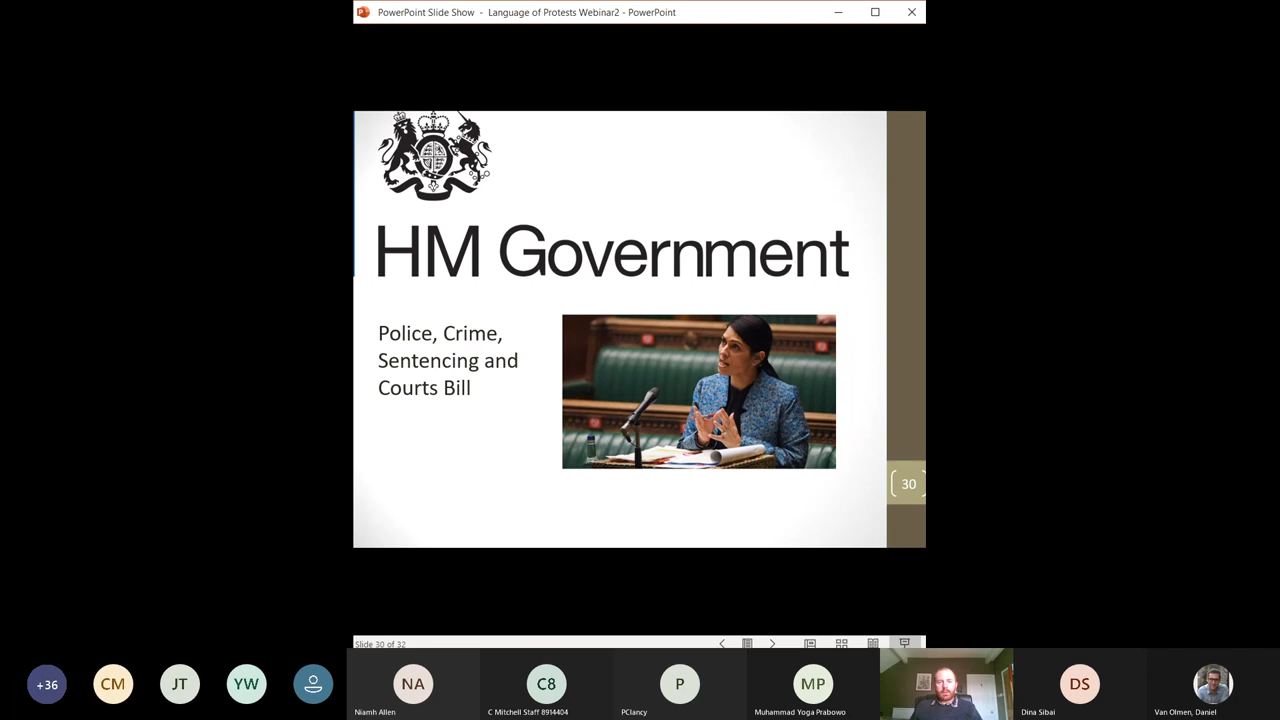 PowerPoint Slide Show - Language of Protests Webinar2 - PowerPoint
HM Government
Police, Crime,
Sentencing and
Courts Bill
30
Slide 30 of 32
+36
CM
JT
YW
NA
C8
P
MP
DS
Niamh Allen
C Mitchell Staff 8914404
PClancy
Muhammad Yoga Prabowo
Dina Sibai
Van Olmen, Daniel